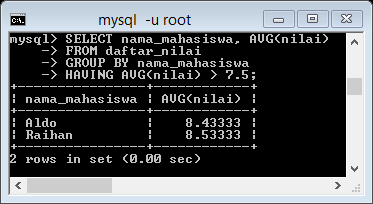 mysql -u root
mysql> SELECT nama_mahasiswa, AVG(nilai)
    -> FROM daftar_nilai
    -> GROUP BY nama_mahasiswa
    -> HAVING AVG(nilai) > 7.5;
+----------------+------------+
| nama_mahasiswa | AVG(nilai) |
+----------------+------------+
| Aldo           |    8.43333 |
| Raihan         |    8.53333 |
+----------------+------------+
2 rows in set (0.00 sec)